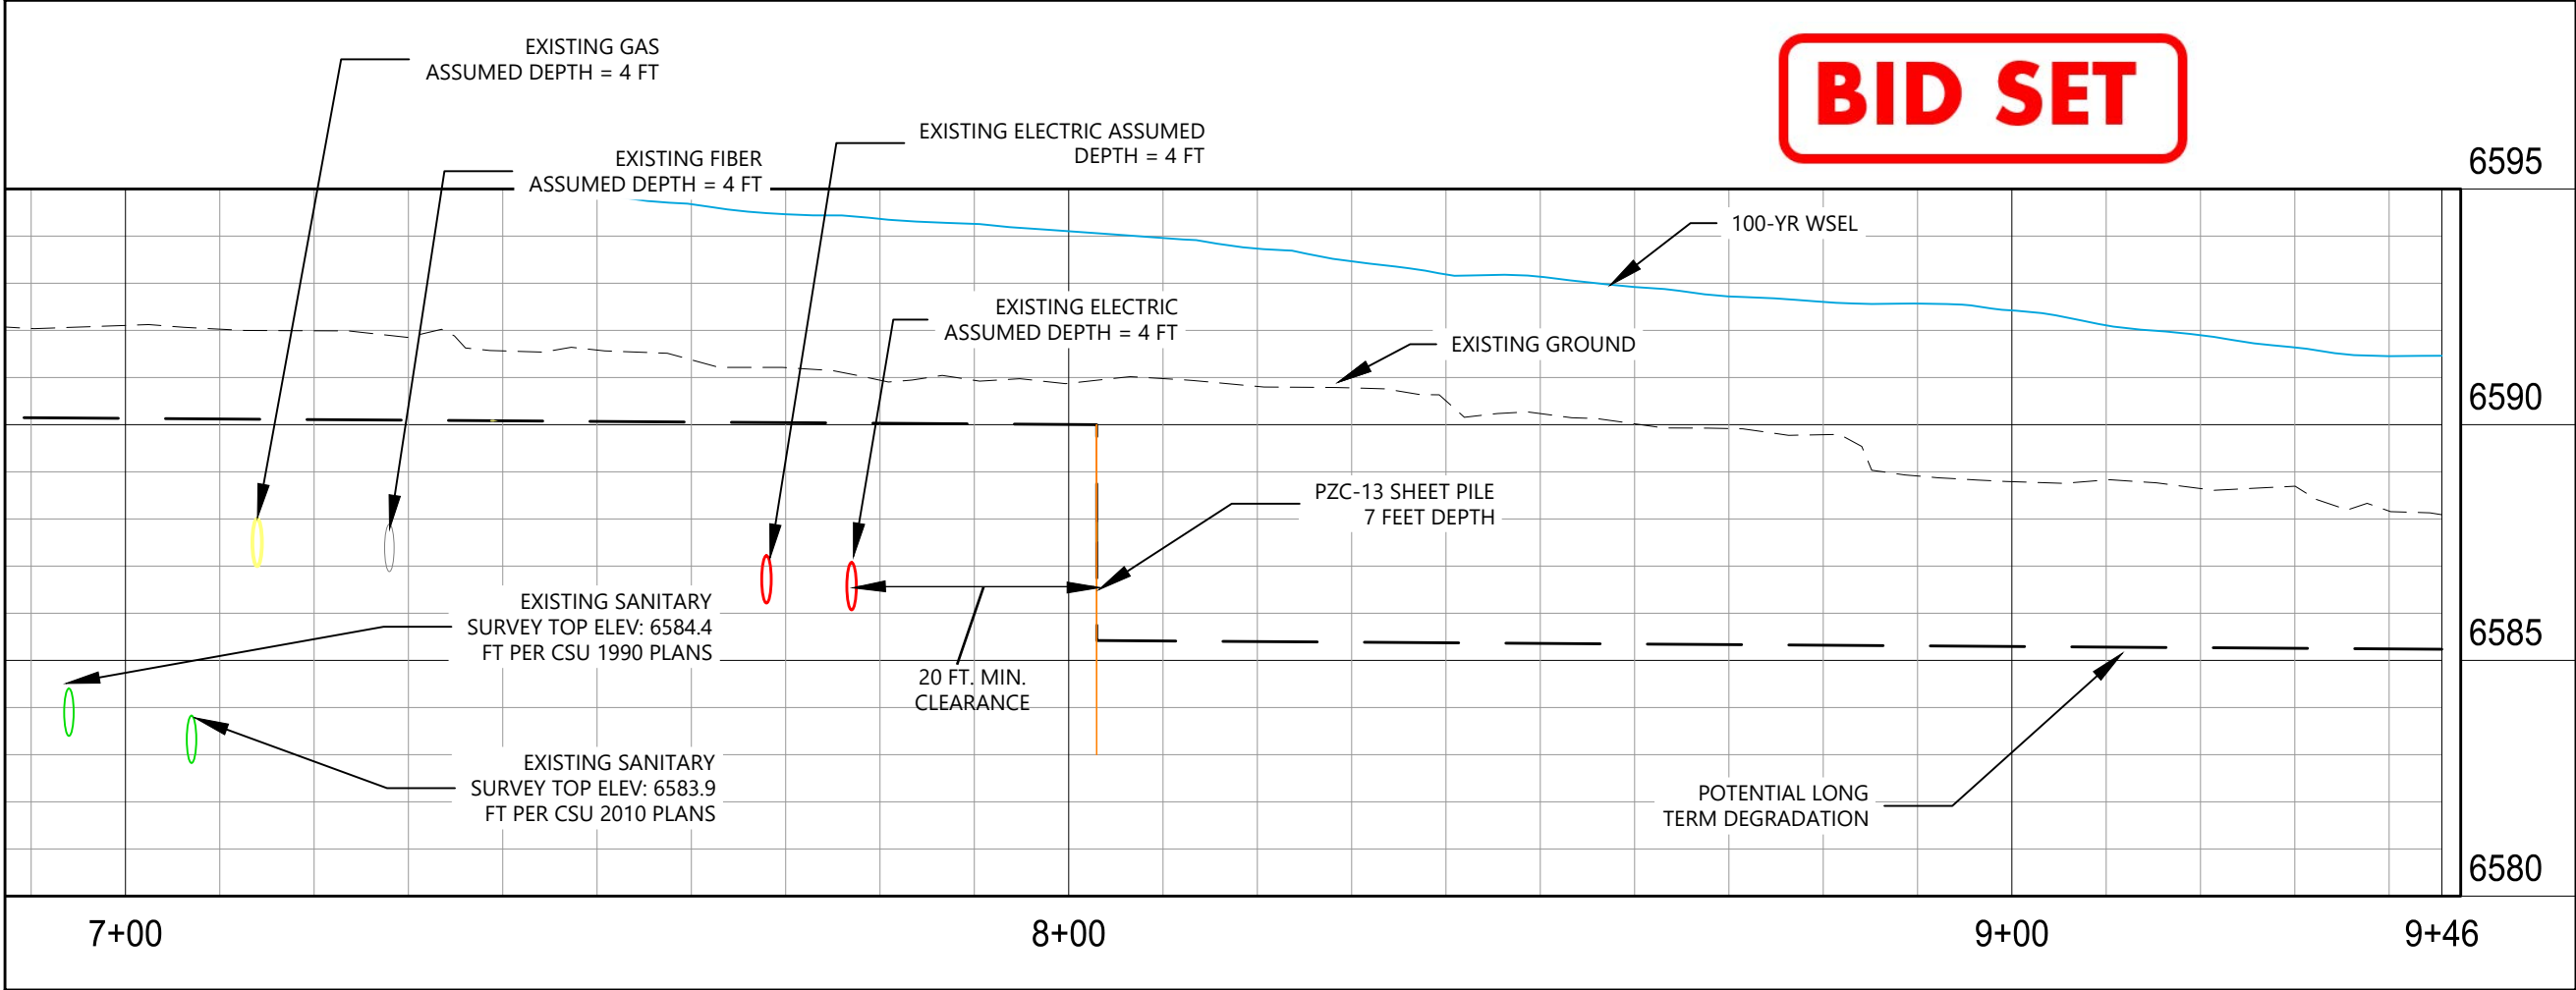 EXISTING GAS
ASSUMED DEPTH = 4 FT
BID SET
EXISTING ELECTRIC ASSUMED
DEPTH = 4 FT
EXISTING FIBER
ASSUMED DEPTH = 4 FT
6595
100-YR WSEL
EXISTING ELECTRIC
ASSUMED DEPTH = 4 FT
EXISTING GROUND
6590
PZC-13 SHEET PILE
7 FEET DEPTH
EXISTING SANITARY
SURVEY TOP ELEV: 6584.4
FT PER CSU 1990 PLANS
6585
20 FT. MIN.
CLEARANCE
EXISTING SANITARY
SURVEY TOP ELEV: 6583.9
FT PER CSU 2010 PLANS
POTENTIAL LONG
TERM DEGRADATION
6580
7+00
8+00
9+00
9+46